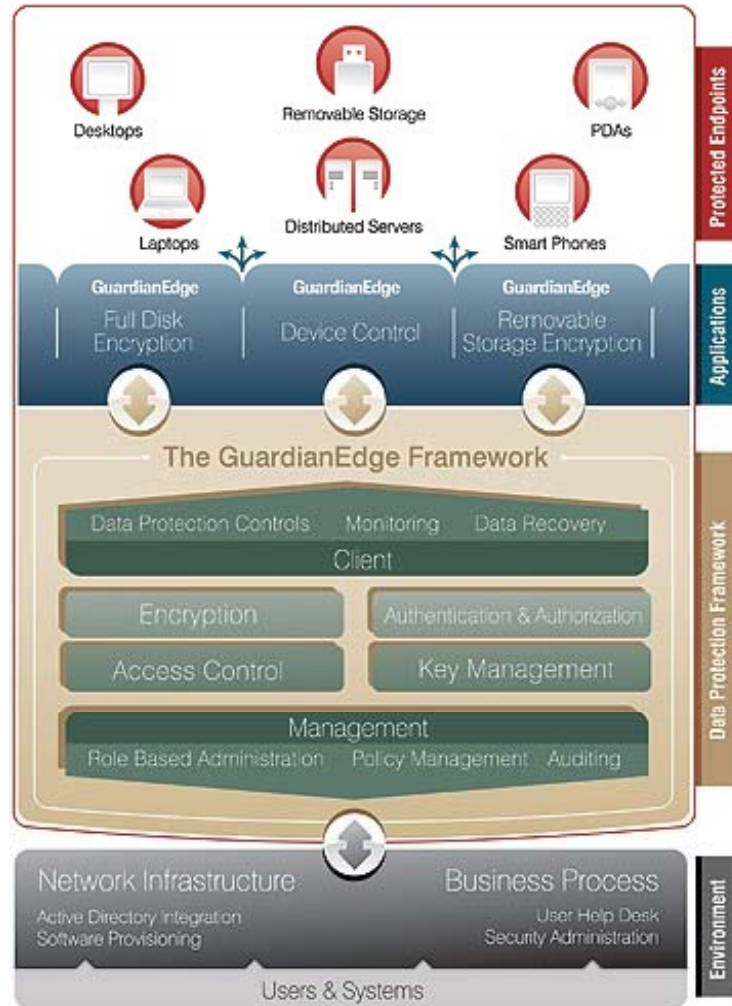 Desktops
Removable Storage
PDAs
Laptops
Distributed Servers
Smart Phones
Protected Endpoints
GuardianEdge
Full Disk
Encryption
GuardianEdge
Device Control
GuardianEdge
Removable
Storage Encryption
Applications
The GuardianEdge Framework
Data Protection Controls Monitoring Data Recovery
Client
Encryption
Authentication & Authorization
Access Control
Key Management
Management
Role Based Administration Policy Management Auditing
Data Protection Framework
Network Infrastructure
Active Directory Integration
Software Provisioning
Business Process
User Help Desk
Security Administration
Users & Systems
Environment